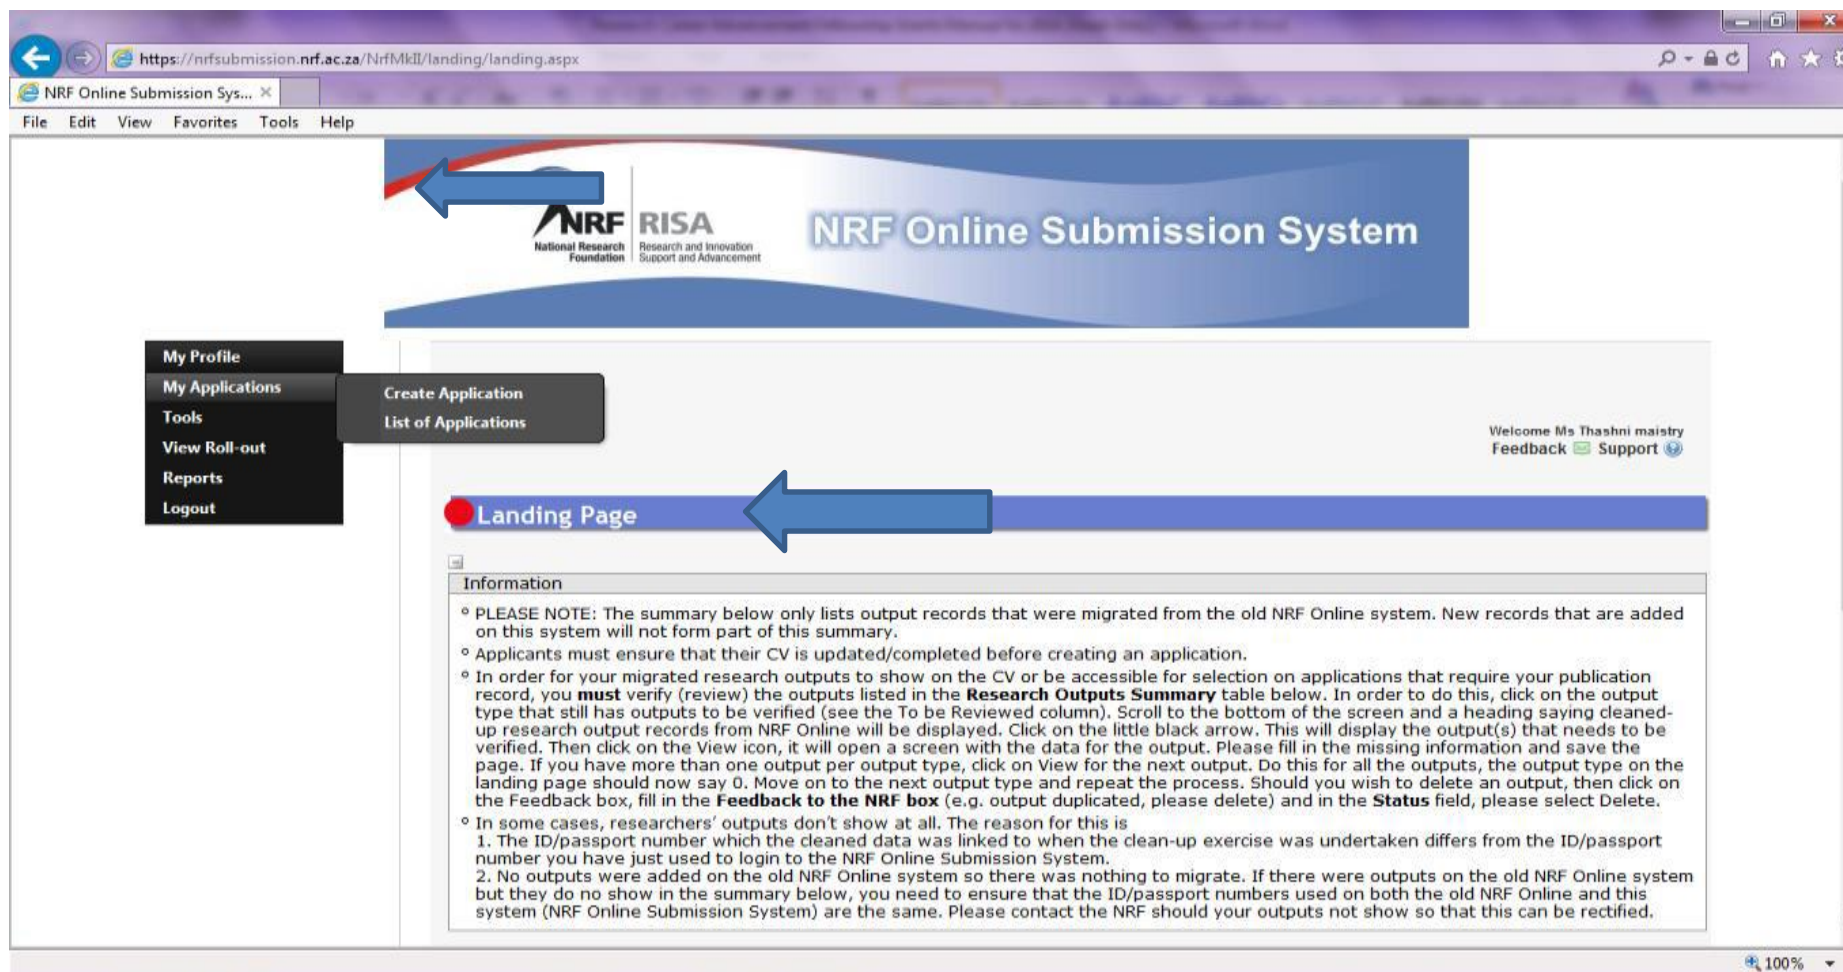 https://nrfsubmission.nrf.ac.za/NrfMkII/landing/landing.aspx
NRF Online Submission Sys...
File Edit View Favorites Tools Help
NRF
National Research
Foundation
RISA
Research and Innovation
Support and Advancement
NRF Online Submission System
My Profile
My Applications
Tools
View Roll-out
Reports
Logout
Create Application
List of Applications
Welcome Ms Thashni maistry
Feedback Support
Landing Page
Information
° PLEASE NOTE: The summary below only lists output records that were migrated from the old NRF Online system. New records that are added
on this system will not form part of this summary.
° Applicants must ensure that their CV is updated/completed before creating an application.
° In order for your migrated research outputs to show on the CV or be accessible for selection on applications that require your publication
record, you must verify (review) the outputs listed in the Research Outputs Summary table below. In order to do this, click on the output
type that still has outputs to be verified (see the To be Reviewed column). Scroll to the bottom of the screen and a heading saying cleaned-
up research output records from NRF Online will be displayed. Click on the little black arrow. This will display the output(s) that needs to be
verified. Then click on the View icon, it will open a screen with the data for the output. Please fill in the missing information and save the
page. If you have more than one output per output type, click on View for the next output. Do this for all the outputs, the output type on the
landing page should now say 0. Move on to the next output type and repeat the process. Should you wish to delete an output, then click on
the Feedback box, fill in the Feedback to the NRF box (e.g. output duplicated, please delete) and in the Status field, please select Delete.
° In some cases, researchers' outputs don't show at all. The reason for this is
1. The ID/passport number which the cleaned data was linked to when the clean-up exercise was undertaken differs from the ID/passport
number you have just used to login to the NRF Online Submission System.
2. No outputs were added on the old NRF Online system so there was nothing to migrate. If there were outputs on the old NRF Online system
but they do no show in the summary below, you need to ensure that the ID/passport numbers used on both the old NRF Online and this
system (NRF Online Submission System) are the same. Please contact the NRF should your outputs not show so that this can be rectified.
100%